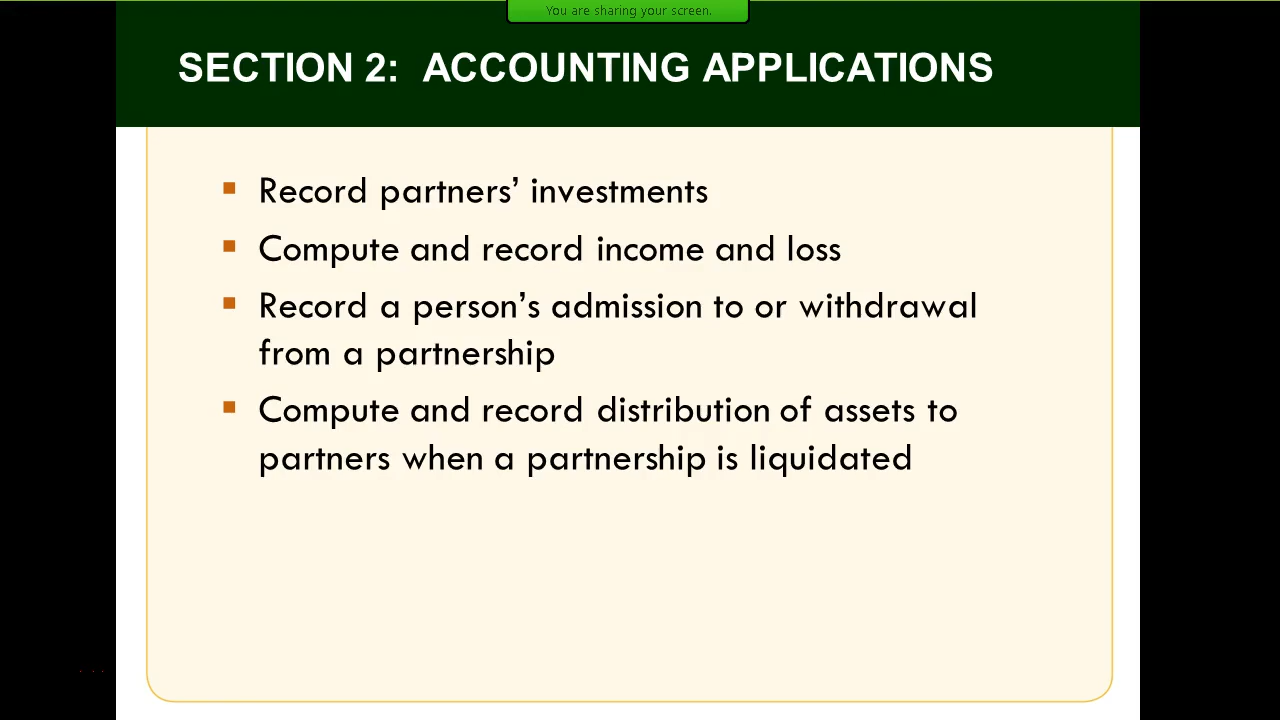 You are sharing your screen.
SECTION 2: ACCOUNTING APPLICATIONS
▪ Record partners’ investments
▪ Compute and record income and loss
▪ Record a person’s admission to or withdrawal
from a partnership
▪ Compute and record distribution of assets to
partners when a partnership is liquidated